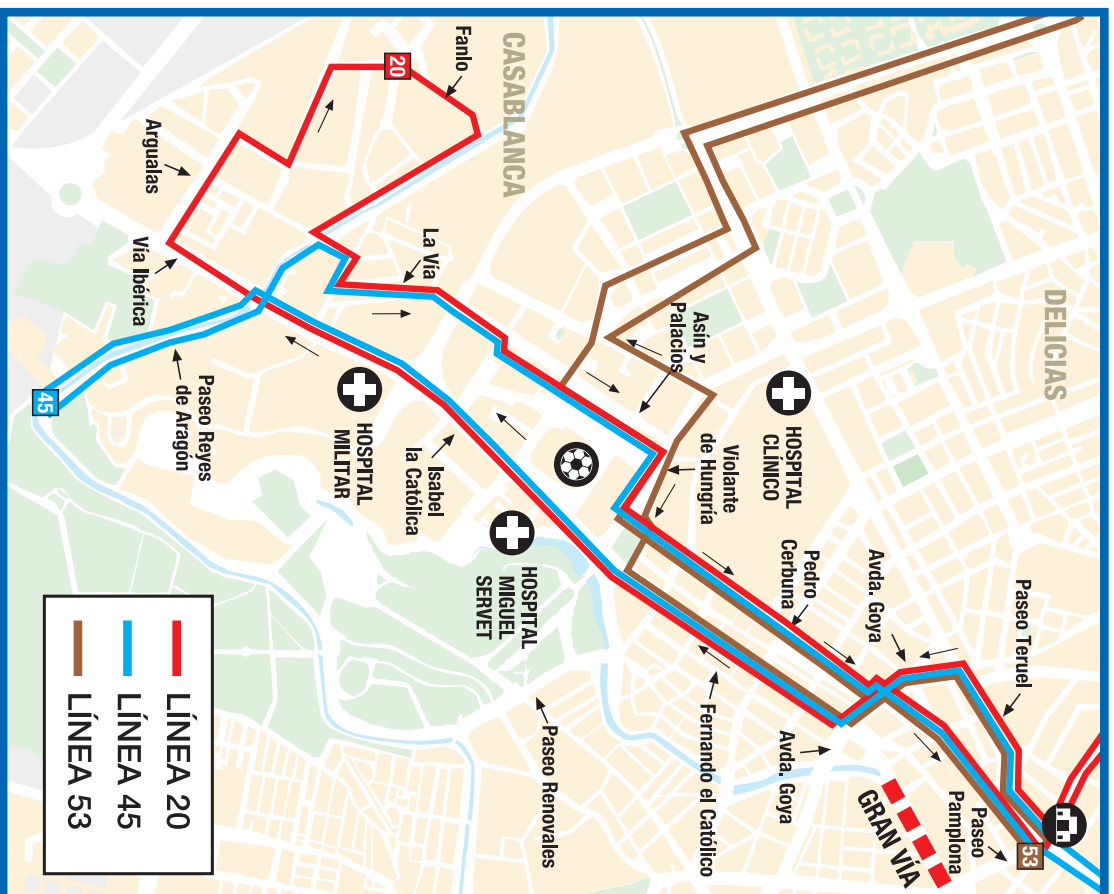 CASABLANCA
DELICIAS
Fanlo
20
Argualas
Vía Ibérica
La Vía
Asín y
Palacios
HOSPITAL
CLÍNICO
Violante
de Hungría
Pedro
Cerbuna
Avda. Goya
Paseo Teruel
45
Paseo Reyes
de Aragón
HOSPITAL
MILITAR
Isabel
la Católica
HOSPITAL
MIGUEL
SERVET
Paseo Renovales
Fernando el Católico
Avda. Goya
GRAN VÍA
Paseo
Pamplona
53
LÍNEA 20
LÍNEA 45
LÍNEA 53